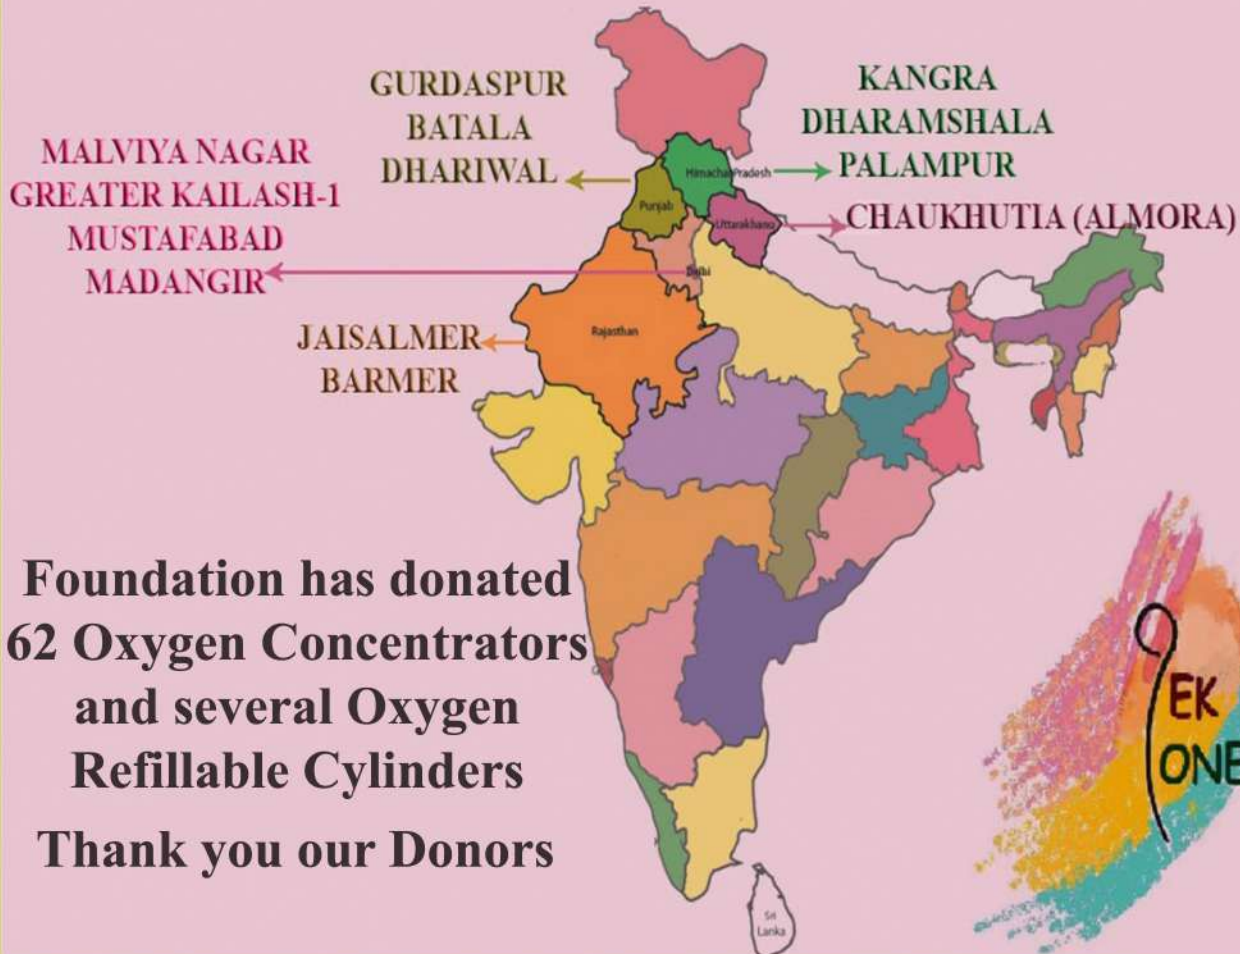 GURDASPUR
BATALA
DHARIWAL
KANGRA
DHARAMSHALA
PALAMPUR
MALVIYA NAGAR
GREATER KAILASH-1
MUSTAFABAD
MADANGIR
CHAUKHUTIA (ALMORA)
JAISALMER
BARMER
Himachal Pradesh
Punjab
Uttarakhand
Delhi
Rajasthan
Foundation has donated
62 Oxygen Concentrators
and several Oxygen
Refillable Cylinders
Thank you our Donors
EK
ONE
Sri
Lanka